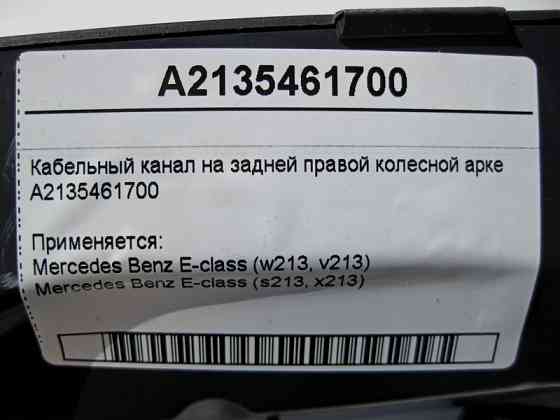 A2135461700
Кабельный канал на задней правой колесной арке
A2135461700
Применяется:
Mercedes Benz E-class (w213, v213)
Mercedes Benz E-class (s213, x213)